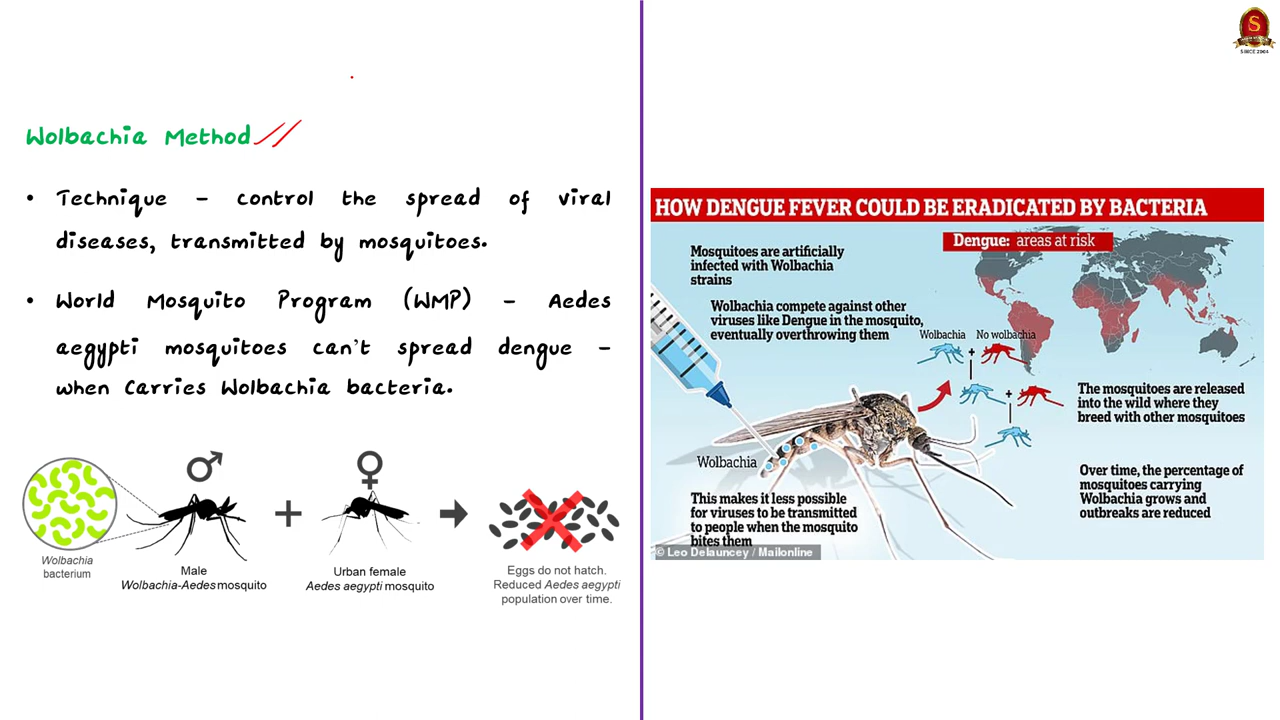 Wolbachia Method
• Technique – control the spread of viral
diseases, transmitted by mosquitoes.
• World Mosquito Program (WMP) – Aedes
aegypti mosquitoes can't spread dengue –
when carries Wolbachia bacteria.
Wolbachia
bacterium
Male
Wolbachia-Aedes mosquito
Urban female
Aedes aegypti mosquito
Eggs do not hatch.
Reduced Aedes aegypti
population over time.
S
SINCE 2004
HOW DENGUE FEVER COULD BE ERADICATED BY BACTERIA
Dengue: areas at risk
Mosquitoes are artificially
infected with Wolbachia
strains
Wolbachia compete against other
viruses like Dengue in the mosquito,
eventually overthrowing them
Wolbachia
No wolbachia
The mosquitoes are released
into the wild where they
breed with other mosquitoes
Wolbachia
Over time, the percentage of
mosquitoes carrying
Wolbachia grows and
outbreaks are reduced
This makes it less possible
for viruses to be transmitted
to people when the mosquito
bites them
© Leo Delauncey / Mailonline